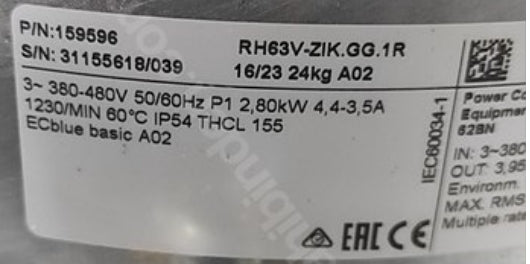 P/N:159596
S/N: 31155618/039
RH63V-ZIK.GG.1R
16/23 24kg A02
3~ 380-480V 50/60Hz P1 2,80kW 4,4-3,5A
1230/MIN 60°C IP54 THCL 155
ECblue basic A02
IEC60034-1
EAC CE
Power Co
Equipmen
62BN
IN: 3~380
OUT: 3,95
Environm.
MAX. RMS
Multiple rate